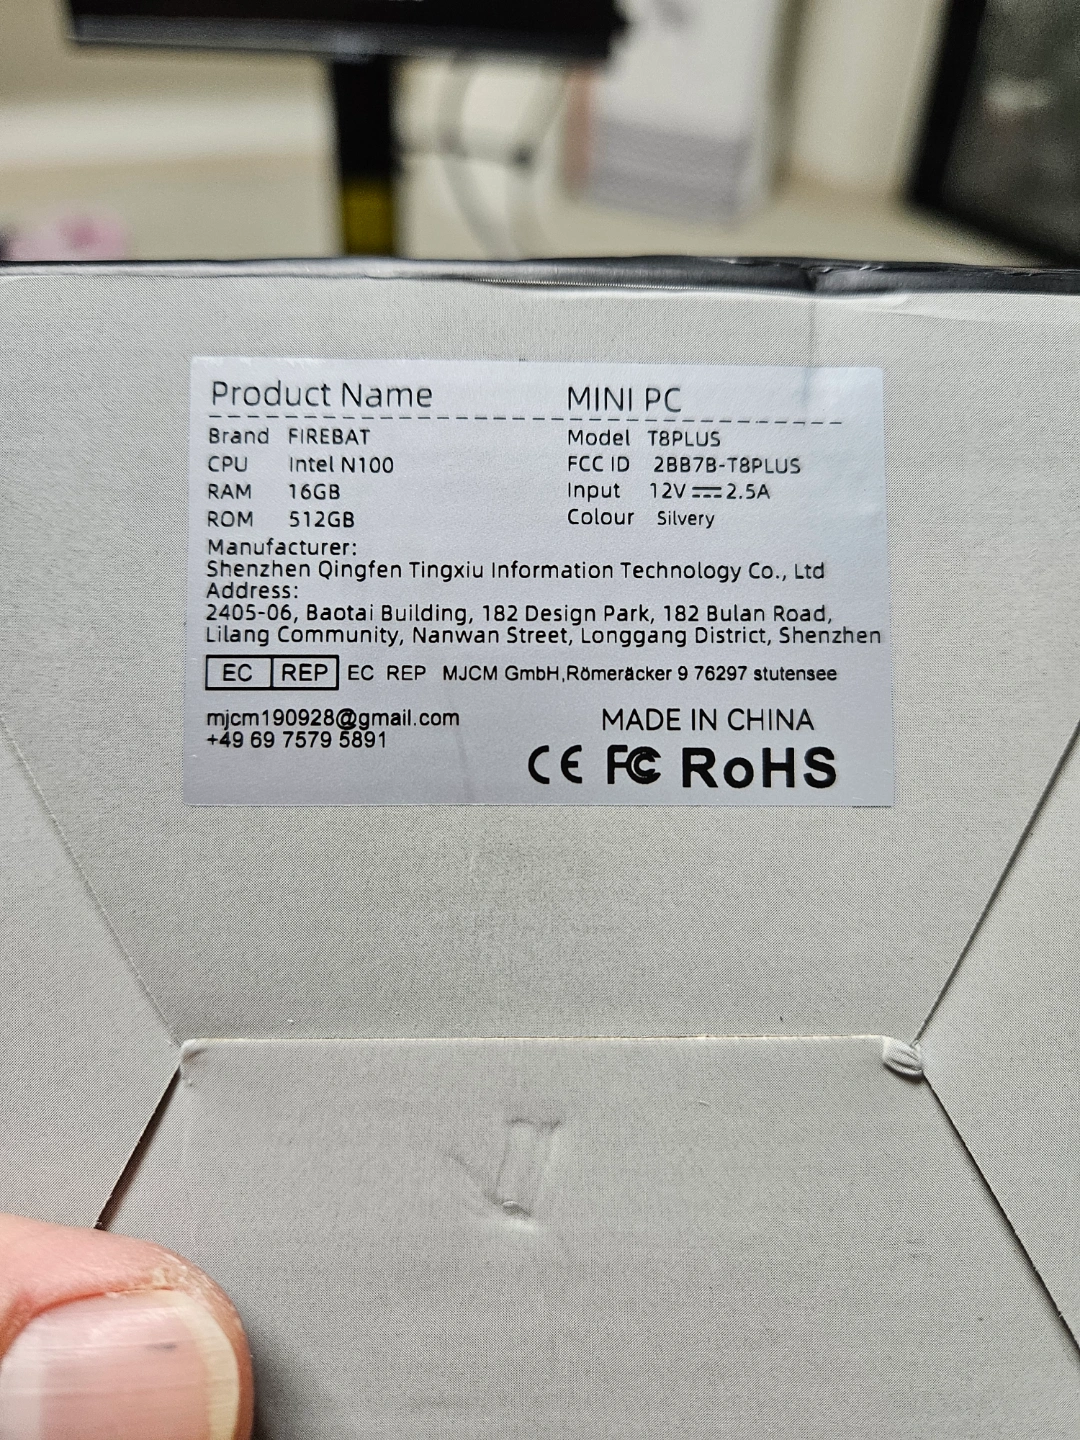 Product Name MINI PC
Brand FIREBAT Model T8PLUS
CPU Intel N100 FCC ID 2BB7B-T8PLUS
RAM 16GB Input 12V ⎓ 2.5A
ROM 512GB Colour Silvery
Manufacturer:
Shenzhen Qingfen Tingxiu Information Technology Co., Ltd
Address:
2405-06, Baotai Building, 182 Design Park, 182 Bulan Road,
Lilang Community, Nanwan Street, Longgang District, Shenzhen
EC REP EC REP MJCM GmbH,Römeräcker 9 76297 stutensee
mjcm190928@gmail.com MADE IN CHINA
+49 69 7579 5891
CE FC RoHS